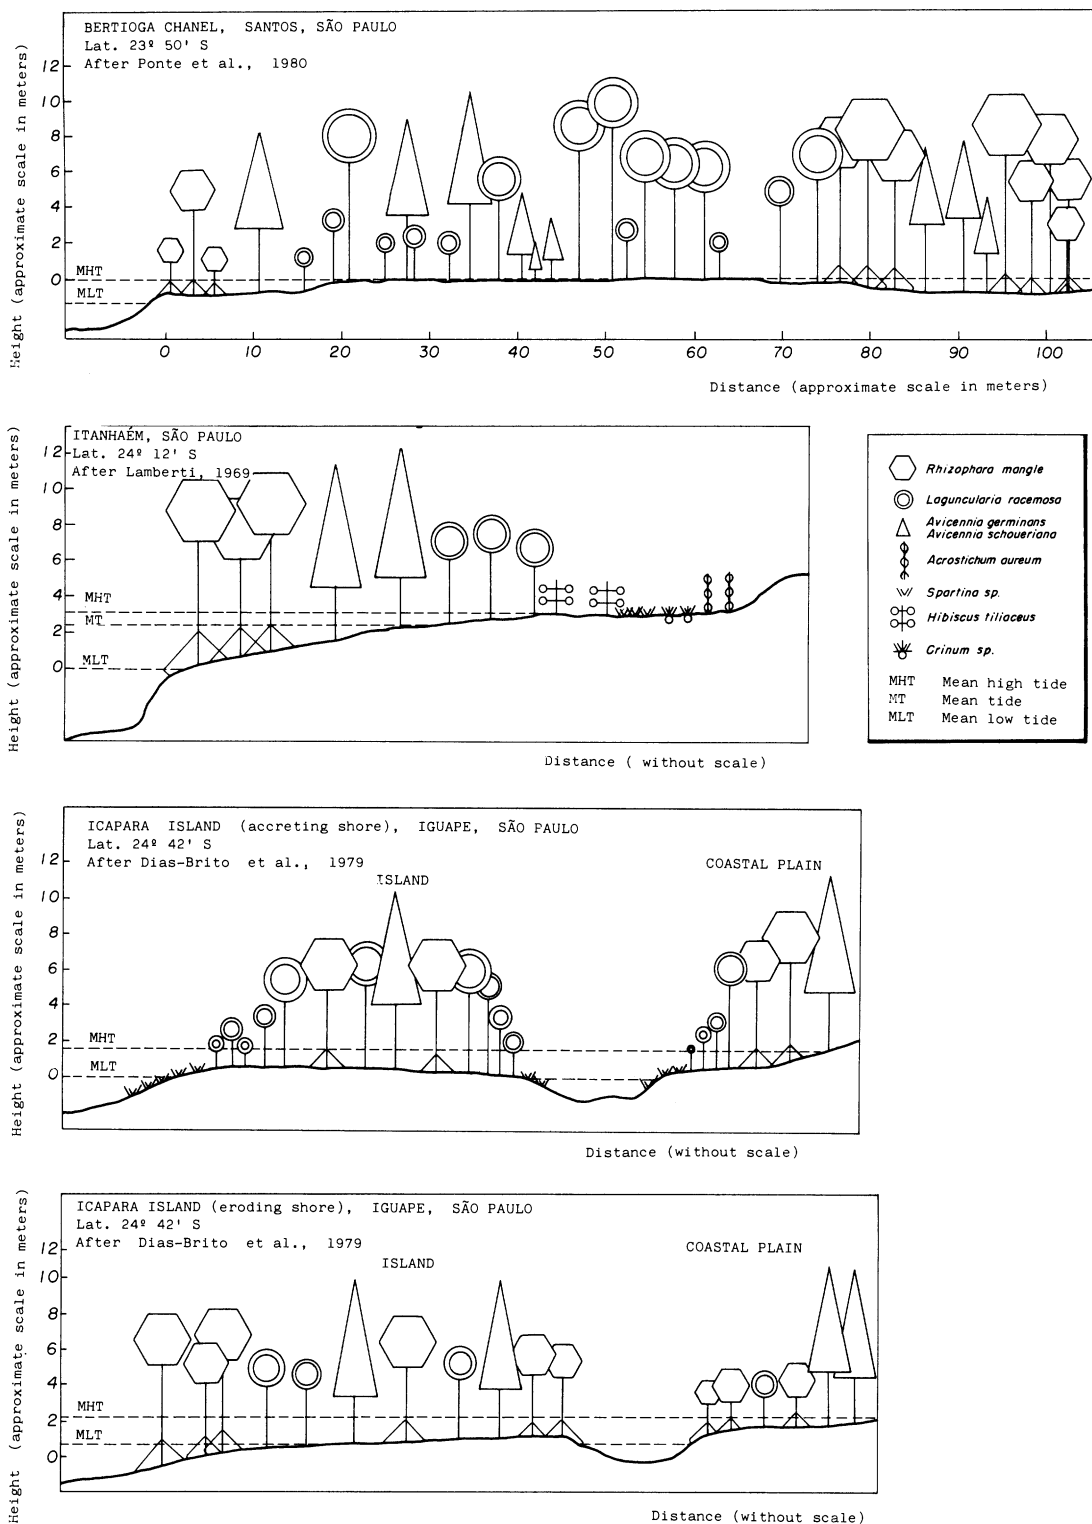 BERTIOGA CHANEL, SANTOS, SÃO PAULO
Lat. 23º 50' S
After Ponte et al., 1980
Height (approximate scale in meters)
12
10
8
6
4
2
0
MHT
MLT
0 10 20 30 40 50 60 70 80 90 100
Distance (approximate scale in meters)
ITANHAÉM, SÃO PAULO
Lat. 24º 12' S
After Lamberti, 1969
Height (approximate scale in meters)
12
10
8
6
4
2
0
MHT
MT
MLT
Distance ( without scale)
Rhizophora mangle
Laguncularia racemosa
Avicennia germinans
Avicennia schaueriana
Acrostichum aureum
Spartina sp.
Hibiscus tiliaceus
Crinum sp.
MHT Mean high tide
MT Mean tide
MLT Mean low tide
ICAPARA ISLAND (accreting shore), IGUAPE, SÃO PAULO
Lat. 24º 42' S
After Dias-Brito et al., 1979
ISLAND
COASTAL PLAIN
Height (approximate scale in meters)
12
10
8
6
4
2
0
MHT
MLT
Distance (without scale)
ICAPARA ISLAND (eroding shore), IGUAPE, SÃO PAULO
Lat. 24º 42' S
After Dias-Brito et al., 1979
ISLAND
COASTAL PLAIN
Height (approximate scale in meters)
12
10
8
6
4
2
0
MHT
MLT
Distance (without scale)